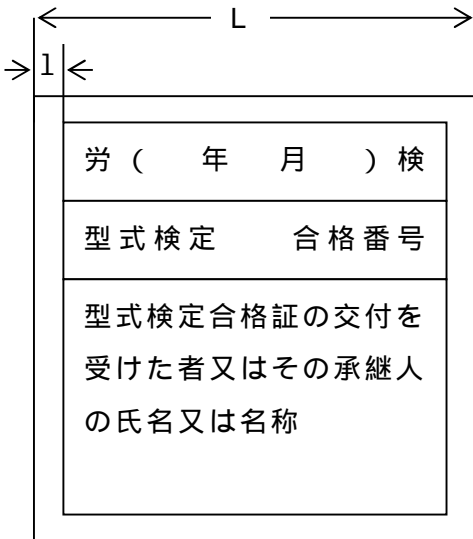 L
l
労（　年　月　）検
型式検定　合格番号
型式検定合格証の交付を
受けた者又はその承継人
の氏名又は名称